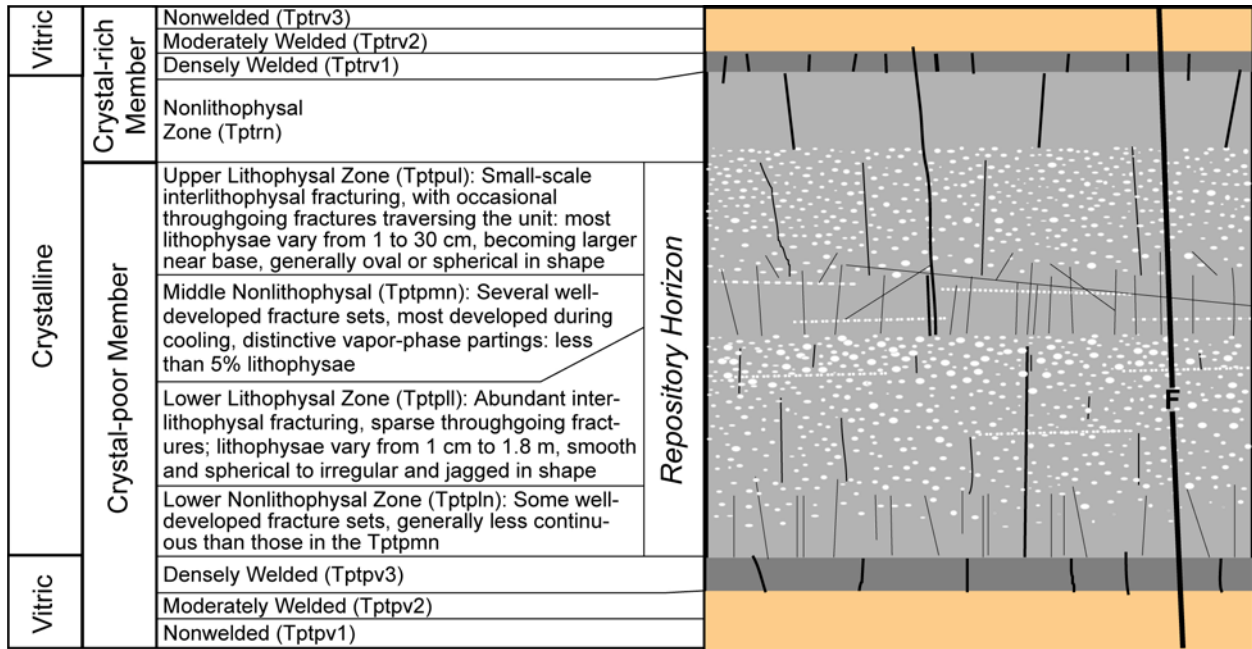 Vitric
Crystal-rich
Member
Nonwelded (Tptrv3)
Moderately Welded (Tptrv2)
Densely Welded (Tptrv1)
Crystalline
Nonlithophysal
Zone (Tptrn)
Crystal-poor Member
Upper Lithophysal Zone (Tptpul): Small-scale
interlithophysal fracturing, with occasional
throughgoing fractures traversing the unit: most
lithophysae vary from 1 to 30 cm, becoming larger
near base, generally oval or spherical in shape
Middle Nonlithophysal (Tptpmn): Several well-
developed fracture sets, most developed during
cooling, distinctive vapor-phase partings: less
than 5% lithophysae
Lower Lithophysal Zone (Tptpll): Abundant inter-
lithophysal fracturing, sparse throughgoing fract-
ures; lithophysae vary from 1 cm to 1.8 m, smooth
and spherical to irregular and jagged in shape
Lower Nonlithophysal Zone (Tptpln): Some well-
developed fracture sets, generally less continu-
ous than those in the Tptpmn
Repository Horizon
F
Vitric
Densely Welded (Tptpv3)
Moderately Welded (Tptpv2)
Nonwelded (Tptpv1)